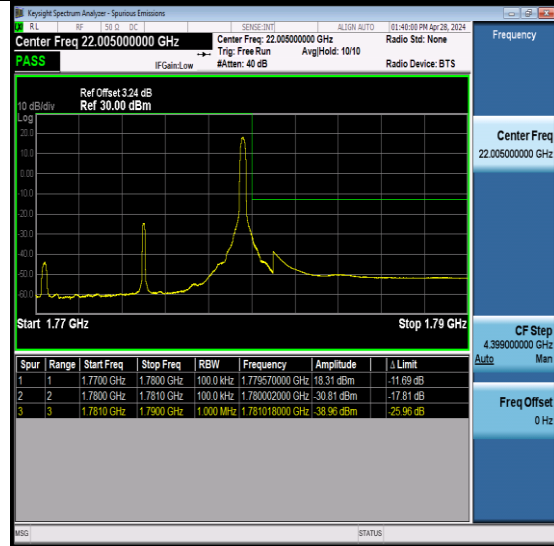 Keysight Spectrum Analyzer - Spurious Emissions
RL RF 50 Ω DC SENSE:INT ALIGN AUTO 01:40:00 PM Apr 28, 2024
Center Freq 22.005000000 GHz Center Freq: 22.005000000 GHz Radio Std: None
Trig: Free Run Avg|Hold: 10/10
PASS IFGain:Low #Atten: 40 dB Radio Device: BTS
Ref Offset 3.24 dB
10 dB/div Ref 30.00 dBm
Log
20.0
10.0
0.00
-10.0
-20.0
-30.0
-40.0
-50.0
-60.0
Start 1.77 GHz Stop 1.79 GHz
Spur Range Start Freq Stop Freq RBW Frequency Amplitude Δ Limit
1 1 1.7700 GHz 1.7800 GHz 100.0 kHz 1.779570000 GHz 18.31 dBm -11.69 dB
2 2 1.7800 GHz 1.7810 GHz 100.0 kHz 1.780002000 GHz -30.81 dBm -17.81 dB
3 3 1.7810 GHz 1.7900 GHz 1.000 MHz 1.781018000 GHz -38.96 dBm -25.96 dB
Frequency
Center Freq
22.005000000 GHz
CF Step
4.399000000 GHz
Auto Man
Freq Offset
0 Hz
MSG STATUS